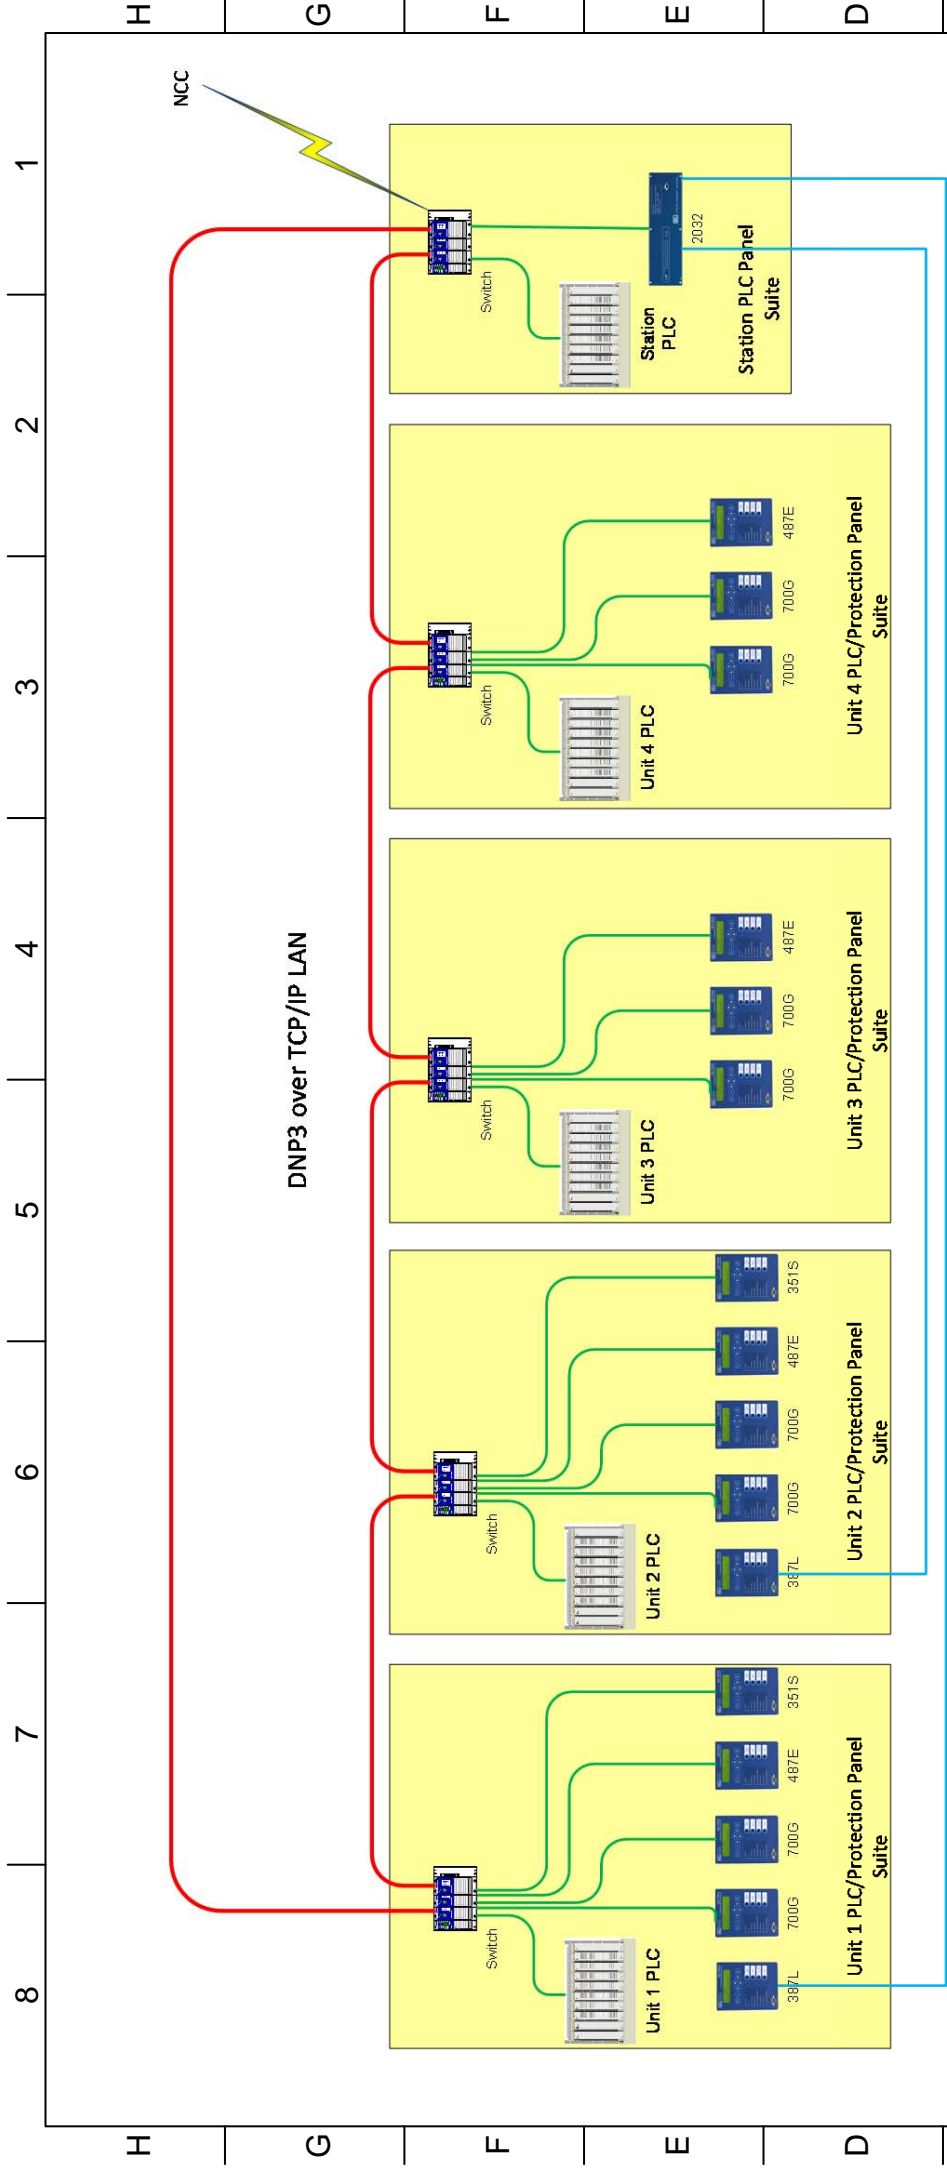 H
G
F
E
D
8
7
6
5
4
3
2
1
NCC
DNP3 over TCP/IP LAN
Switch
Unit 1 PLC
387L
700G
700G
487E
351S
Unit 1 PLC/Protection Panel
Suite
Switch
Unit 2 PLC
387L
700G
700G
487E
351S
Unit 2 PLC/Protection Panel
Suite
Switch
Unit 3 PLC
700G
700G
487E
Unit 3 PLC/Protection Panel
Suite
Switch
Unit 4 PLC
700G
700G
487E
Unit 4 PLC/Protection Panel
Suite
Switch
Station
PLC
2032
Station PLC Panel
Suite
H
G
F
E
D